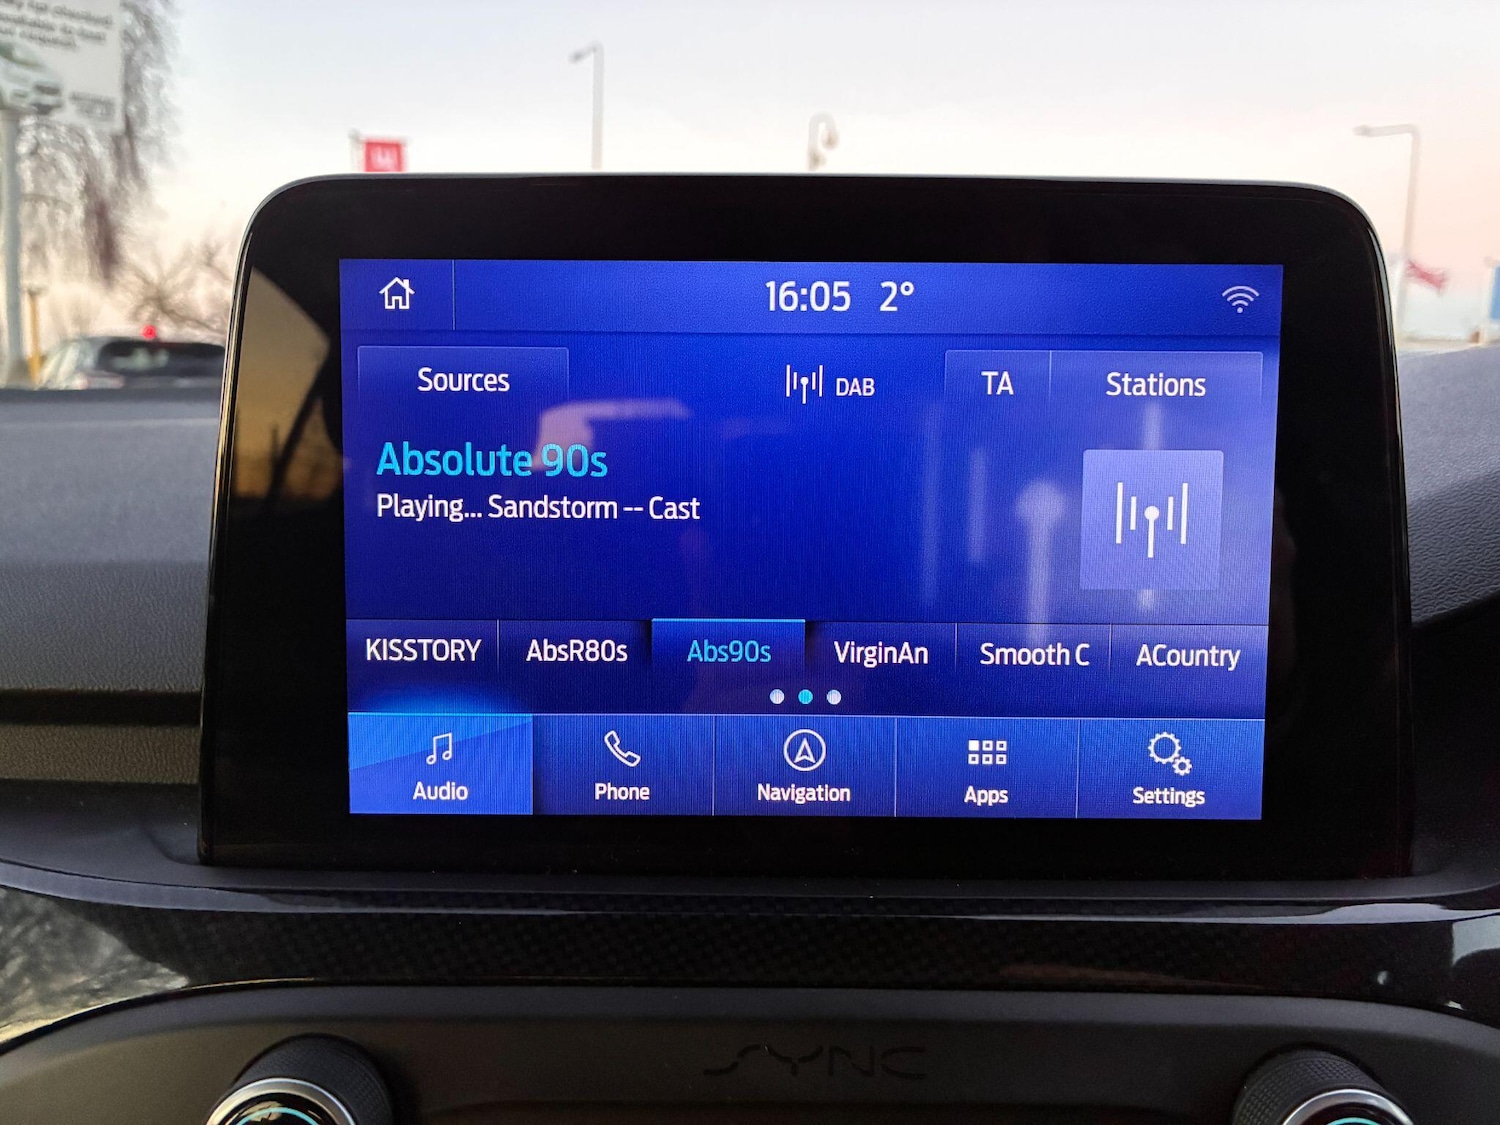 16:05 2°
Sources
DAB
TA
Stations
Absolute 90s
Playing... Sandstorm -- Cast
KISSTORY
AbsR80s
Abs90s
VirginAn
Smooth C
ACountry
Audio
Phone
Navigation
Apps
Settings
SYNC